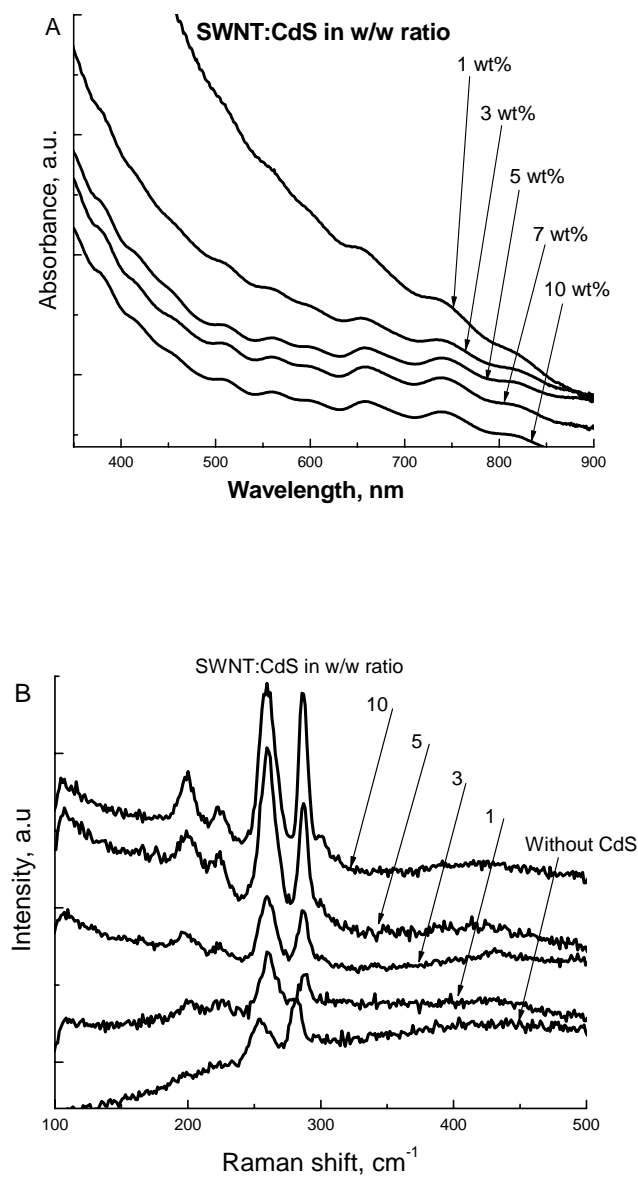 A
SWNT:CdS in w/w ratio
1 wt%
3 wt%
5 wt%
7 wt%
10 wt%
Absorbance, a.u.
400 500 600 700 800 900
Wavelength, nm
B
SWNT:CdS in w/w ratio
10
5
3
1
Without CdS
Intensity, a.u
100 200 300 400 500
Raman shift, cm-1